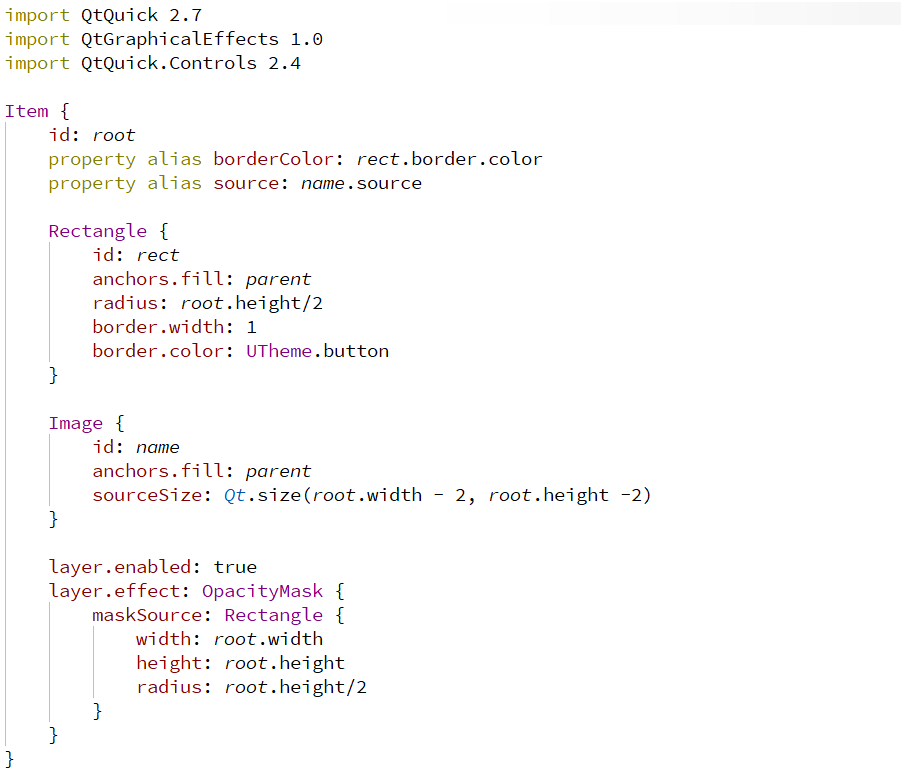 import QtQuick 2.7
import QtGraphicalEffects 1.0
import QtQuick.Controls 2.4
Item {
id: root
property alias borderColor: rect.border.color
property alias source: name.source
Rectangle {
id: rect
anchors.fill: parent
radius: root.height/2
border.width: 1
border.color: UTheme.button
}
Image {
id: name
anchors.fill: parent
sourceSize: Qt.size(root.width - 2, root.height -2)
}
layer.enabled: true
layer.effect: OpacityMask {
maskSource: Rectangle {
width: root.width
height: root.height
radius: root.height/2
}
}
}